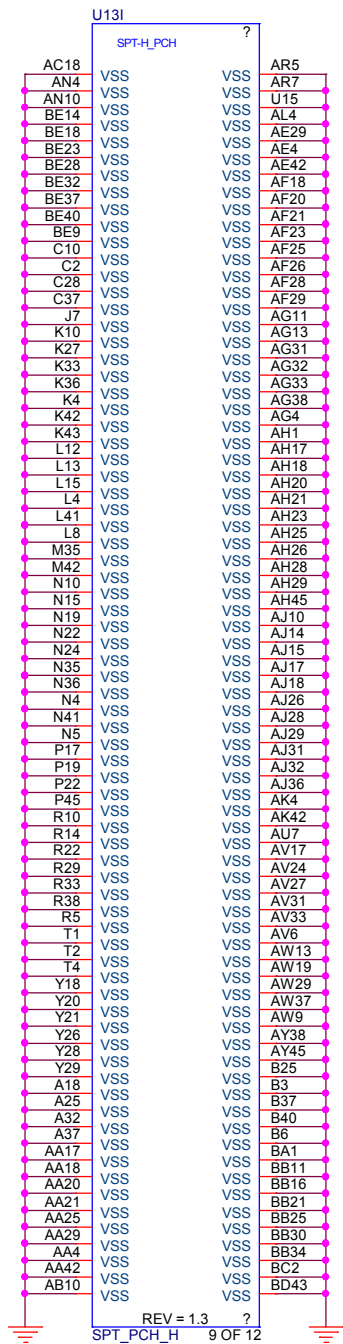 U13I
?
SPT-H_PCH
AC18 VSS VSS AR5
AN4 VSS VSS AR7
AN10 VSS VSS U15
BE14 VSS VSS AL4
BE18 VSS VSS AE29
BE23 VSS VSS AE4
BE28 VSS VSS AE42
BE32 VSS VSS AF18
BE37 VSS VSS AF20
BE40 VSS VSS AF21
BE9 VSS VSS AF23
C10 VSS VSS AF25
C2 VSS VSS AF26
C28 VSS VSS AF28
C37 VSS VSS AF29
J7 VSS VSS AG11
K10 VSS VSS AG13
K27 VSS VSS AG31
K33 VSS VSS AG32
K36 VSS VSS AG33
K4 VSS VSS AG38
K42 VSS VSS AG4
K43 VSS VSS AH1
L12 VSS VSS AH17
L13 VSS VSS AH18
L15 VSS VSS AH20
L4 VSS VSS AH21
L41 VSS VSS AH23
L8 VSS VSS AH25
M35 VSS VSS AH26
M42 VSS VSS AH28
N10 VSS VSS AH29
N15 VSS VSS AH45
N19 VSS VSS AJ10
N22 VSS VSS AJ14
N24 VSS VSS AJ15
N35 VSS VSS AJ17
N36 VSS VSS AJ18
N4 VSS VSS AJ26
N41 VSS VSS AJ28
N5 VSS VSS AJ29
P17 VSS VSS AJ31
P19 VSS VSS AJ32
P22 VSS VSS AJ36
P45 VSS VSS AK4
R10 VSS VSS AK42
R14 VSS VSS AU7
R22 VSS VSS AV17
R29 VSS VSS AV24
R33 VSS VSS AV27
R38 VSS VSS AV31
R5 VSS VSS AV33
T1 VSS VSS AV6
T2 VSS VSS AW13
T4 VSS VSS AW19
Y18 VSS VSS AW29
Y20 VSS VSS AW37
Y21 VSS VSS AW9
Y26 VSS VSS AY38
Y28 VSS VSS AY45
Y29 VSS VSS B25
A18 VSS VSS B3
A25 VSS VSS B37
A32 VSS VSS B40
A37 VSS VSS B6
AA17 VSS VSS BA1
AA18 VSS VSS BB11
AA20 VSS VSS BB16
AA21 VSS VSS BB21
AA25 VSS VSS BB25
AA29 VSS VSS BB30
AA4 VSS VSS BB34
AA42 VSS VSS BC2
AB10 VSS VSS BD43
REV = 1.3 ?
SPT_PCH_H 9 OF 12